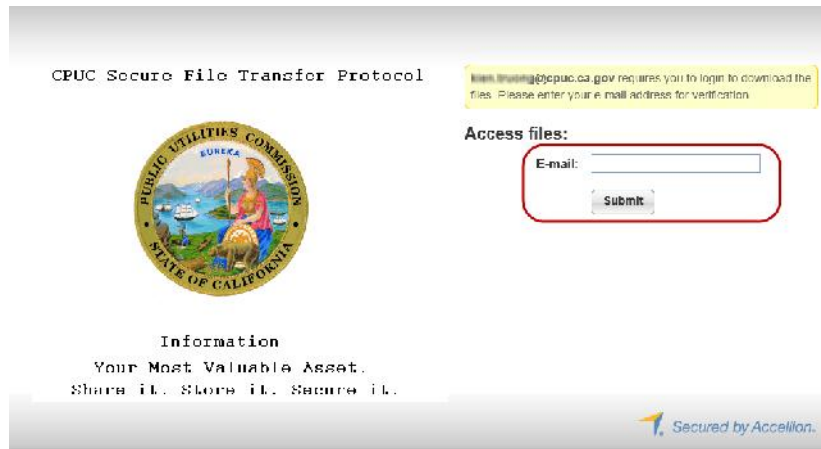 CPUC Secure File Transfer Protocol
PUBLIC UTILITIES COMMISSION
EUREKA
STATE OF CALIFORNIA
Information
Your Most Valuable Asset.
Share it. Store it. Secure it.
@cpuc.ca.gov requires you to login to download the
files. Please enter your e mail address for verification
Access files:
E-mail:
Submit
Secured by Accellion.